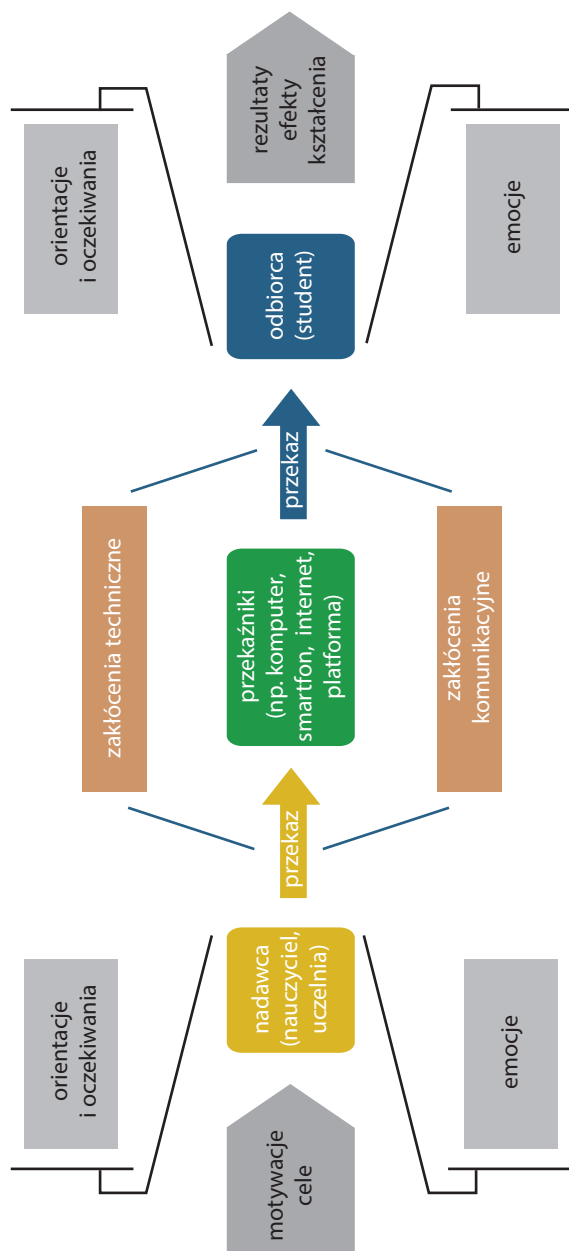 orientacje
i oczekiwania
orientacje
i oczekiwania
zakłócenia techniczne
motywacje
cele
nadawca
(nauczyciel,
uczelnia)
przekaz
przekaźniki
(np. komputer,
smartfon, internet,
platforma)
przekaz
odbiorca
(student)
rezultaty
efekty
kształcenia
zakłócenia
komunikacyjne
emocje
emocje